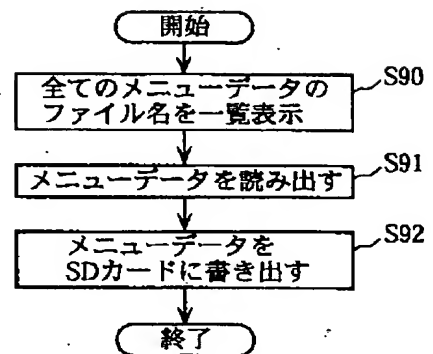 開始
全てのメニューデータの
ファイル名を一覧表示
S90
メニューデータを読み出す
S91
メニューデータを
SDカードに書き出す
S92
終了